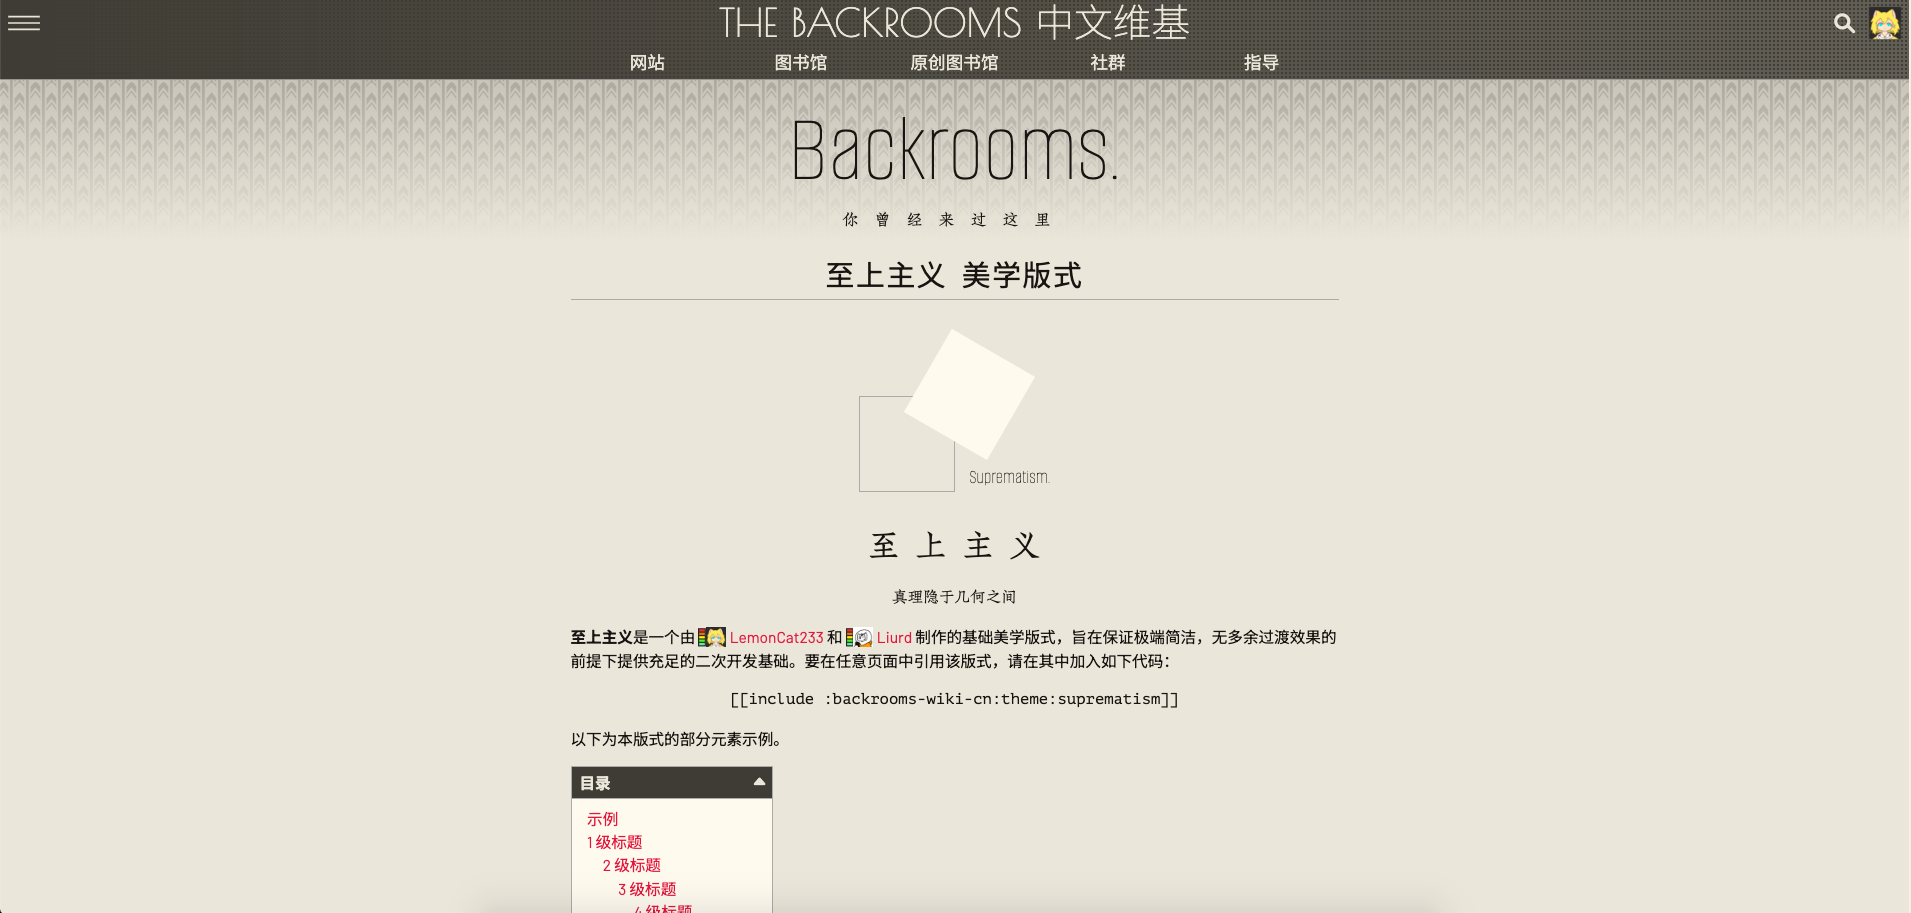 THE BACKROOMS 中文维基
网站 图书馆 原创图书馆 社群 指导
Backrooms.
你曾经来过这里
至上主义 美学版式
Suprematism.
至上主义
真理隐于几何之间
至上主义是一个由 LemonCat233 和 Liurd 制作的基础美学版式，旨在保证极端简洁，无多余过渡效果的
前提下提供充足的二次开发基础。要在任意页面中引用该版式，请在其中加入如下代码：
[[include :backrooms-wiki-cn:theme:suprematism]]
以下为本版式的部分元素示例。
目录
示例
1 级标题
2 级标题
3 级标题
4 级标题